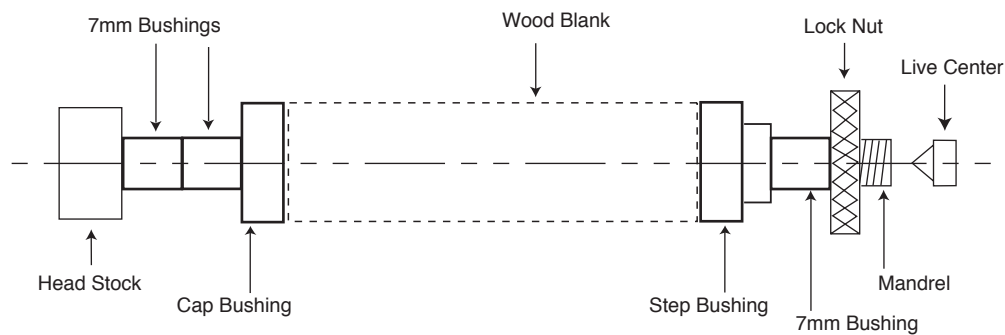 7mm Bushings
Wood Blank
Lock Nut
Live Center
Head Stock
Cap Bushing
Step Bushing
7mm Bushing
Mandrel